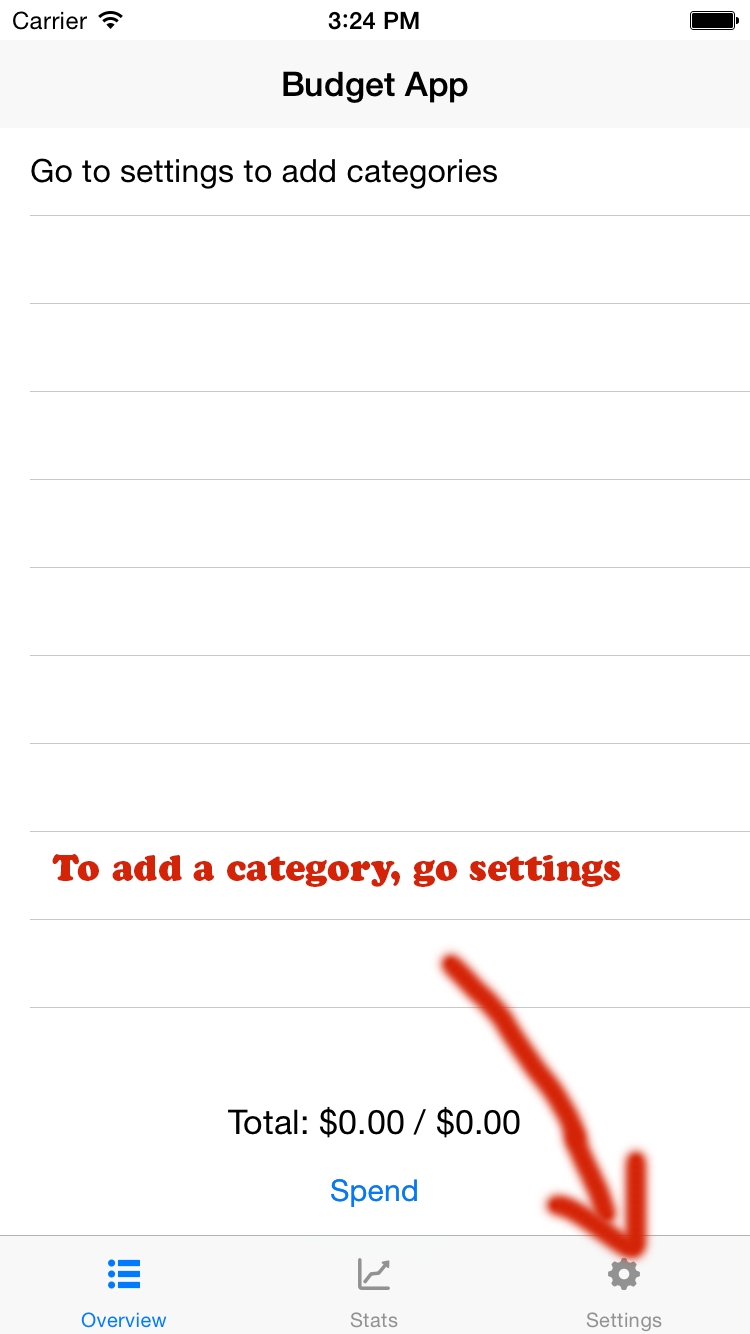 Carrier 3:24 PM
Budget App
Go to settings to add categories
To add a category, go settings
Total: $0.00 / $0.00
Spend
Overview Stats Settings